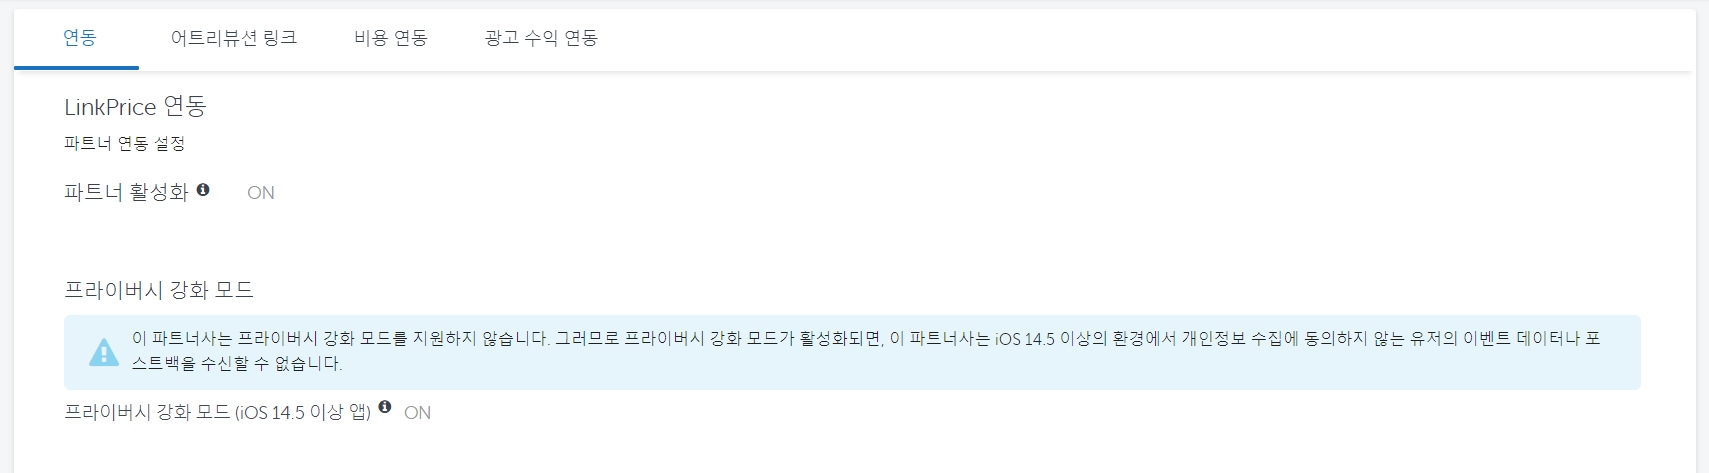 연동 어트리뷰션 링크 비용 연동 광고 수익 연동
LinkPrice 연동
파트너 연동 설정
파트너 활성화 ON
프라이버시 강화 모드
이 파트너사는 프라이버시 강화 모드를 지원하지 않습니다. 그러므로 프라이버시 강화 모드가 활성화되면, 이 파트너사는 iOS 14.5 이상의 환경에서 개인정보 수집에 동의하지 않는 유저의 이벤트 데이터나 포
스트백을 수신할 수 없습니다.
프라이버시 강화 모드 (iOS 14.5 이상 앱) ON